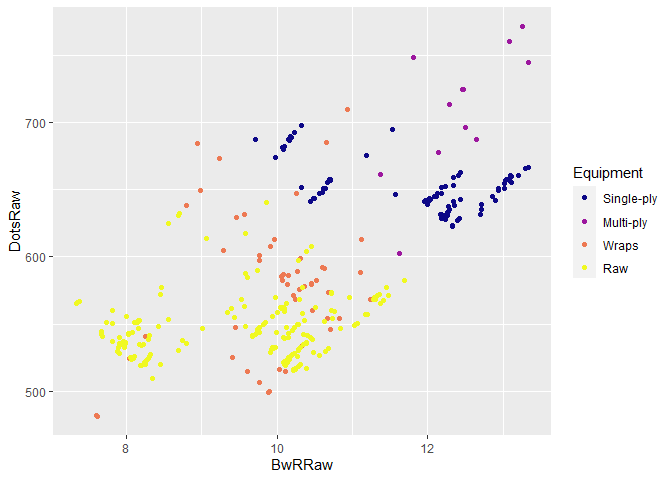 700
600
500
DotsRaw
8
10
12
BwRRaw
Equipment
Single-ply
Multi-ply
Wraps
Raw